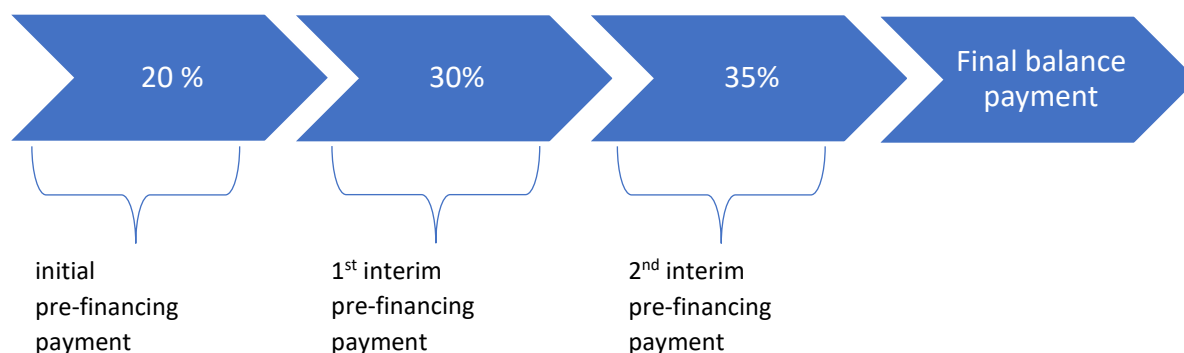 20 %
30%
35%
Final balance
payment
initial
pre-financing
payment
1st interim
pre-financing
payment
2nd interim
pre-financing
payment